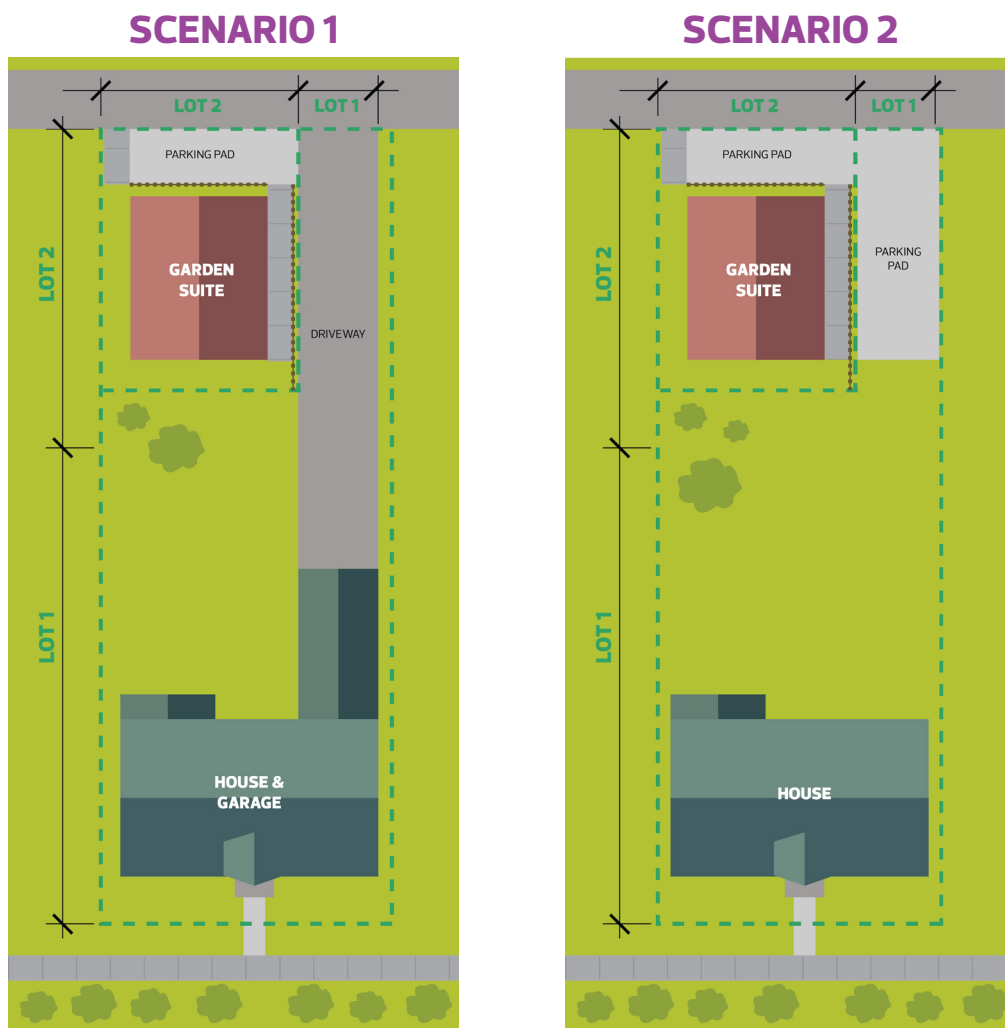 SCENARIO 1
LOT 2
LOT 1
PARKING PAD
LOT 2
GARDEN
SUITE
DRIVEWAY
LOT 1
HOUSE &
GARAGE
SCENARIO 2
LOT 2
LOT 1
PARKING PAD
LOT 2
GARDEN
SUITE
PARKING
PAD
LOT 1
HOUSE